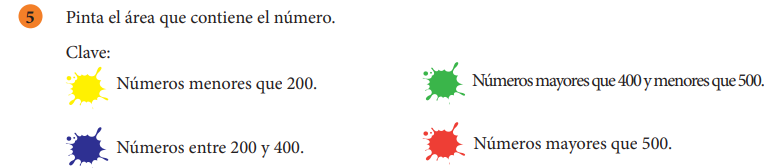 5 Pinta el área que contiene el número.
Clave:
Números menores que 200.
Números mayores que 400 y menores que 500.
Números entre 200 y 400.
Números mayores que 500.